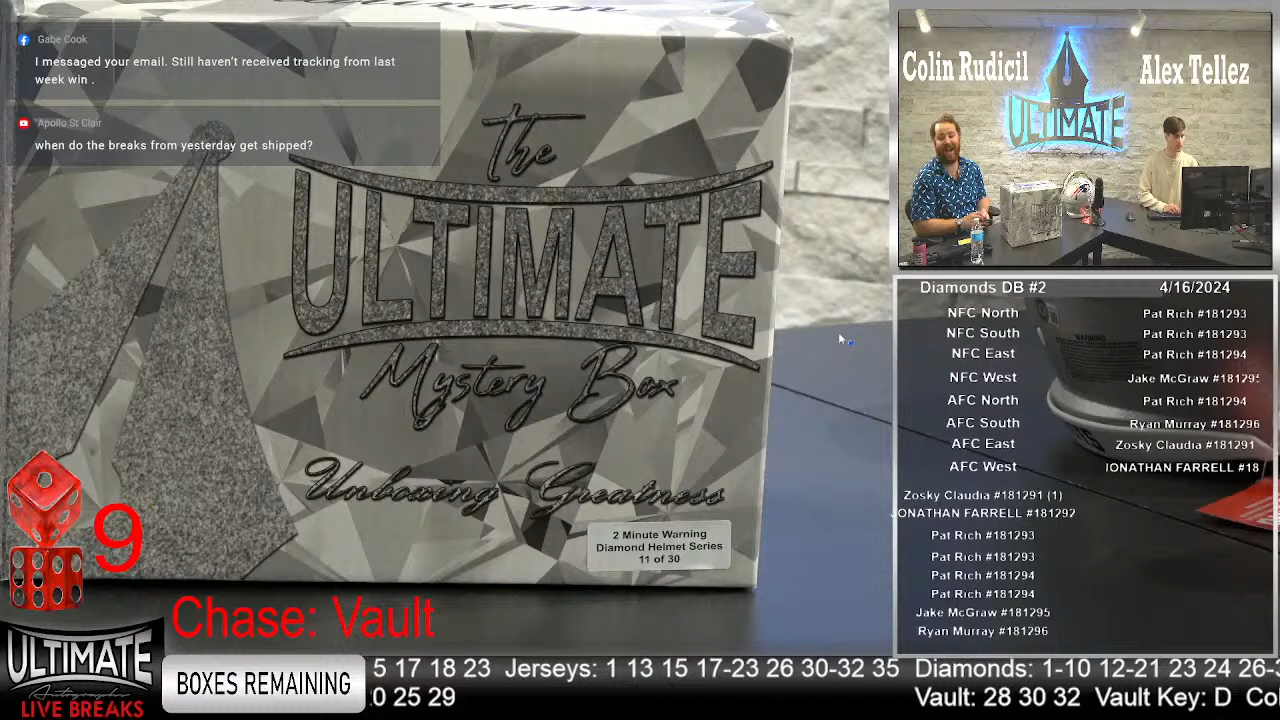 Gabe Cook
I messaged your email. Still haven't received tracking from last
week win .
Apollo St Clair
when do the breaks from yesterday get shipped?
the
ULTIMATE
Mystery Box
Unboxing Greatness
2 Minute Warning
Diamond Helmet Series
11 of 30
9
Chase: Vault
ULTIMATE
Autographs
LIVE BREAKS
BOXES REMAINING
5 17 18 23 Jerseys: 1 13 15 17-23 26 30-32 35 Diamonds: 1-10 12-21 23 24 26-3
0 25 29 Vault: 28 30 32 Vault Key: D Co
Colin Rudicil
Alex Tellez
ULTIMATE
Diamonds DB #2 4/16/2024
NFC North Pat Rich #181293
NFC South Pat Rich #181293
NFC East Pat Rich #181294
NFC West Jake McGraw #181295
AFC North Pat Rich #181294
AFC South Ryan Murray #181296
AFC East Zosky Claudia #181291
AFC West JONATHAN FARRELL #18
Zosky Claudia #181291 (1)
JONATHAN FARRELL #181292
Pat Rich #181293
Pat Rich #181293
Pat Rich #181294
Pat Rich #181294
Jake McGraw #181295
Ryan Murray #181296